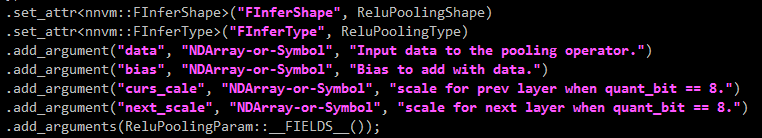 .set_attr<nnvm::FInferShape>("FInferShape", ReluPoolingShape)
.set_attr<nnvm::FInferType>("FInferType", ReluPoolingType)
.add_argument("data", "NDArray-or-Symbol", "Input data to the pooling operator.")
.add_argument("bias", "NDArray-or-Symbol", "Bias to add with data.")
.add_argument("curs_cale", "NDArray-or-Symbol", "scale for prev layer when quant_bit == 8.")
.add_argument("next_scale", "NDArray-or-Symbol", "scale for next layer when quant_bit == 8.")
.add_arguments(ReluPoolingParam::__FIELDS__());